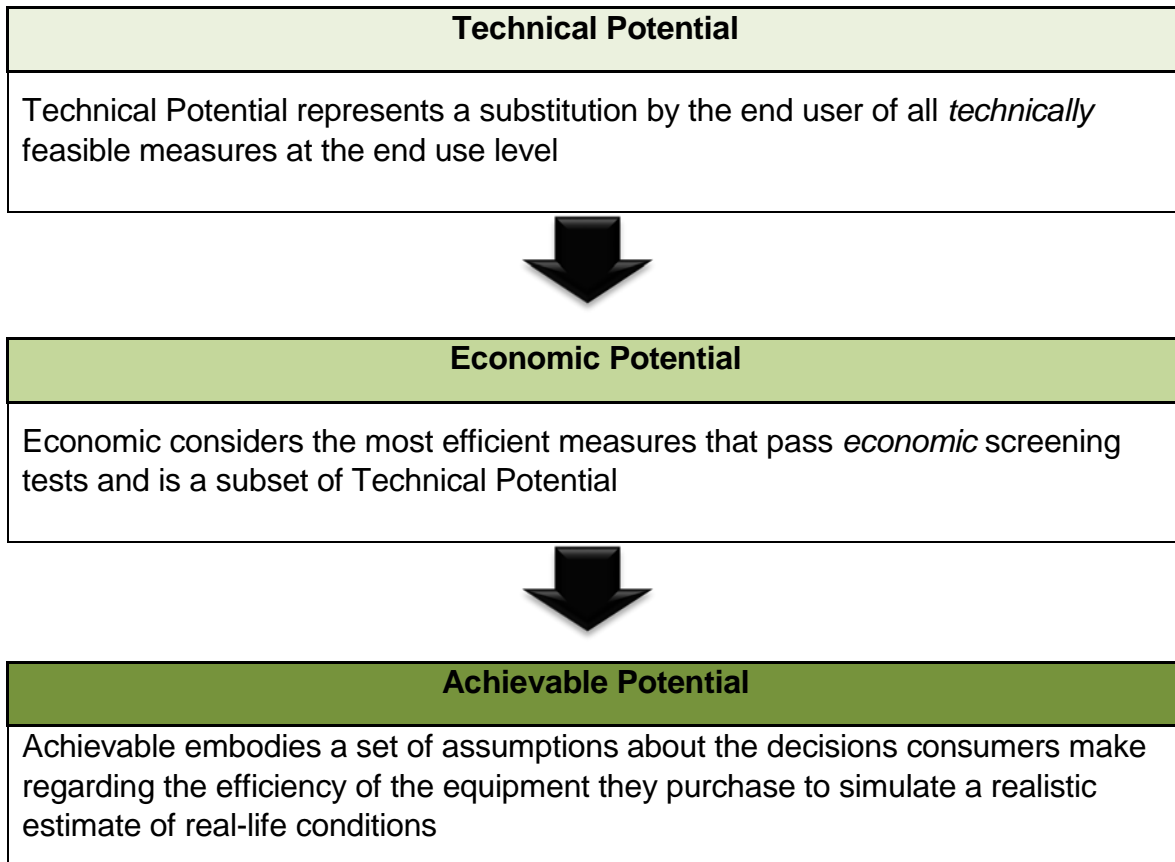 Technical Potential
Technical Potential represents a substitution by the end user of all technically
feasible measures at the end use level
Economic Potential
Economic considers the most efficient measures that pass economic screening
tests and is a subset of Technical Potential
Achievable Potential
Achievable embodies a set of assumptions about the decisions consumers make
regarding the efficiency of the equipment they purchase to simulate a realistic
estimate of real-life conditions